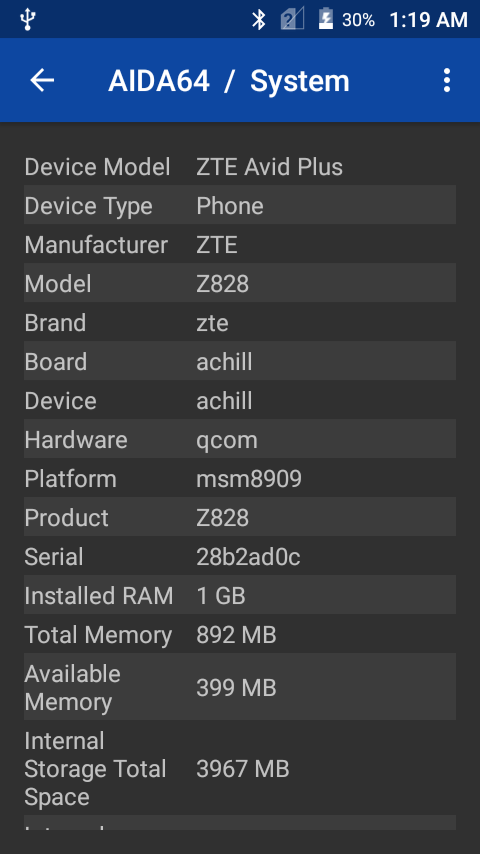 30% 1:19 AM
AIDA64 / System
Device Model ZTE Avid Plus
Device Type Phone
Manufacturer ZTE
Model Z828
Brand zte
Board achill
Device achill
Hardware qcom
Platform msm8909
Product Z828
Serial 28b2ad0c
Installed RAM 1 GB
Total Memory 892 MB
Available
Memory 399 MB
Internal
Storage Total 3967 MB
Space